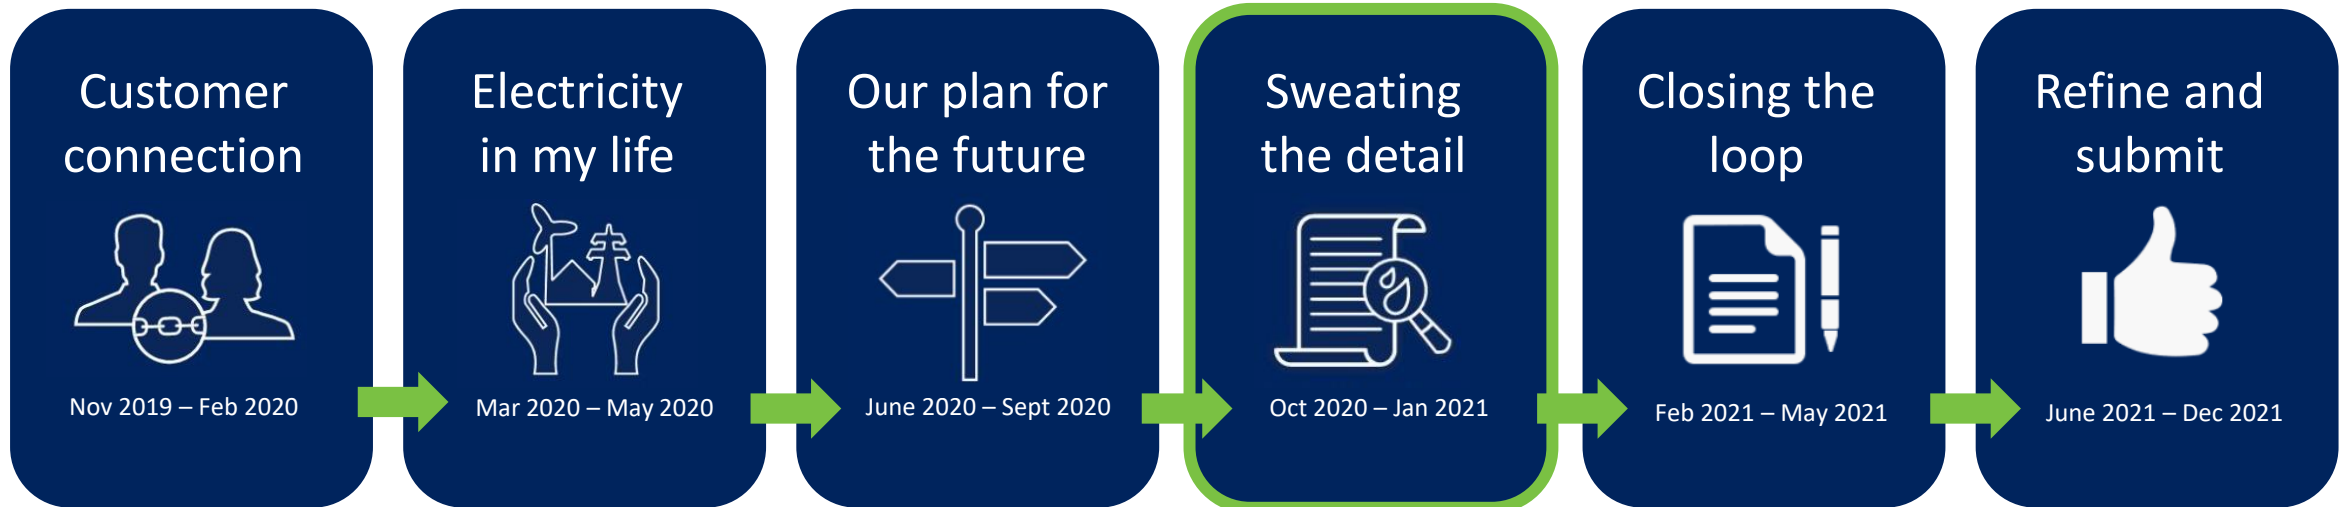 Customer
connection
Nov 2019 – Feb 2020
Electricity
in my life
Mar 2020 – May 2020
Our plan for
the future
June 2020 – Sept 2020
Sweating
the detail
Oct 2020 – Jan 2021
Closing the
loop
Feb 2021 – May 2021
Refine and
submit
June 2021 – Dec 2021